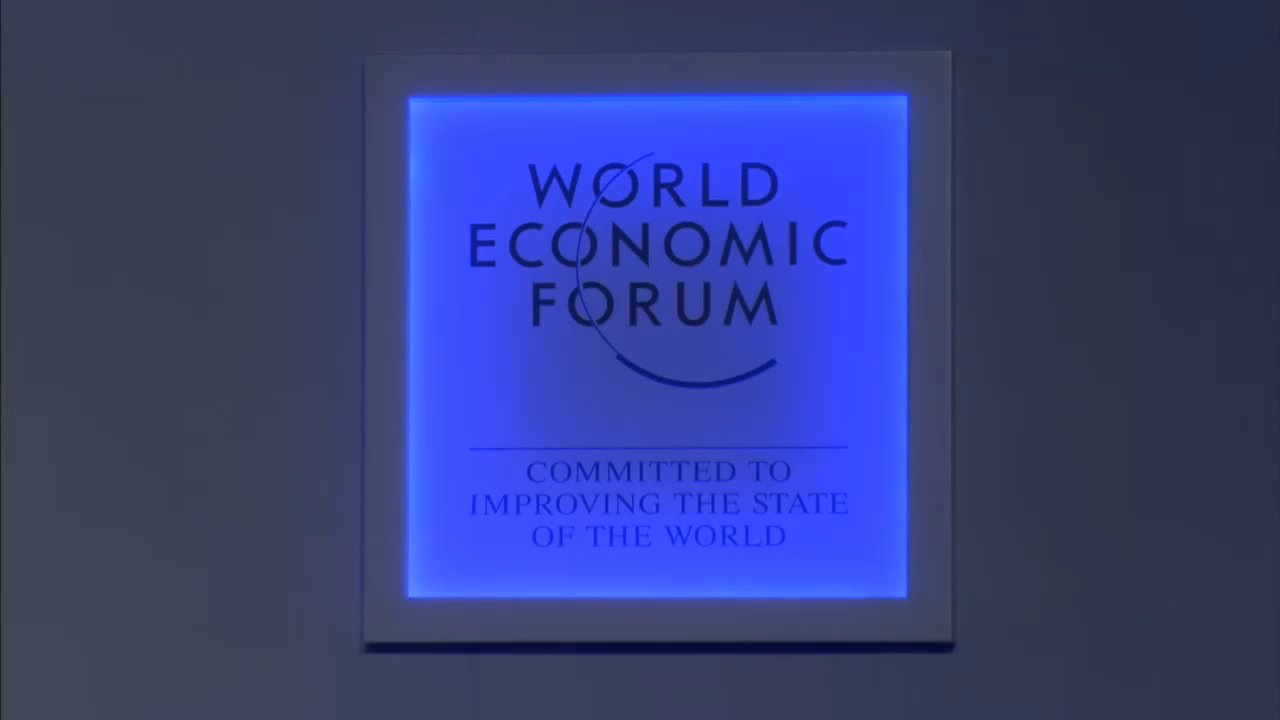 WORLD
ECONOMIC
FORUM
COMMITTED TO
IMPROVING THE STATE
OF THE WORLD